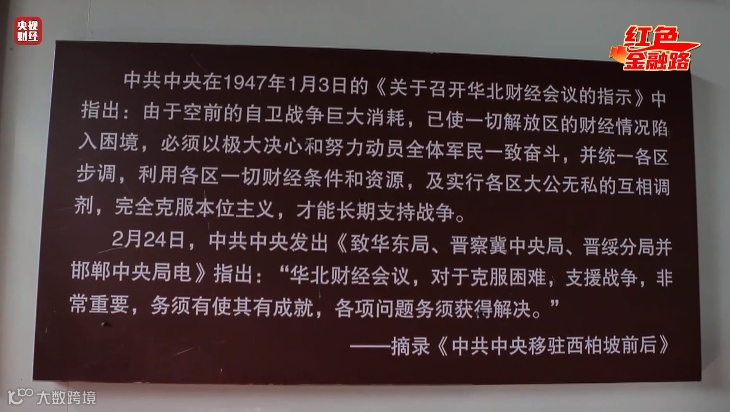 央视
财经
红色
金融路
中共中央在1947年1月3日的《关于召开华北财经会议的指示》中
指出：由于空前的自卫战争巨大消耗，已使一切解放区的财经情况陷
入困境，必须以极大决心和努力动员全体军民一致奋斗，并统一各区
步调，利用各区一切财经条件和资源，及实行各区大公无私的互相调
剂，完全克服本位主义，才能长期支持战争。
2月24日，中共中央发出《致华东局、晋察冀中央局、晋绥分局并
邯郸中央局电》指出：“华北财经会议，对于克服困难，支援战争，非
常重要，务须有使其有成就，各项问题务须获得解决。”
——摘录《中共中央移驻西柏坡前后》
大数跨境